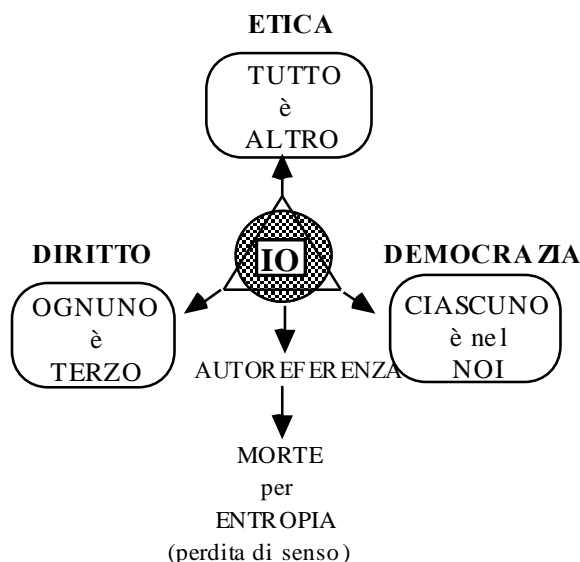 ETICA
TUTTO
è
ALTRO
DIRITTO
IO
DEMOCRAZIA
OGNUNO
è
TERZO
CIASCUNO
è nel
NOI
AUTOREFERENZA
MORTE
per
ENTROPIA
(perdita di senso)